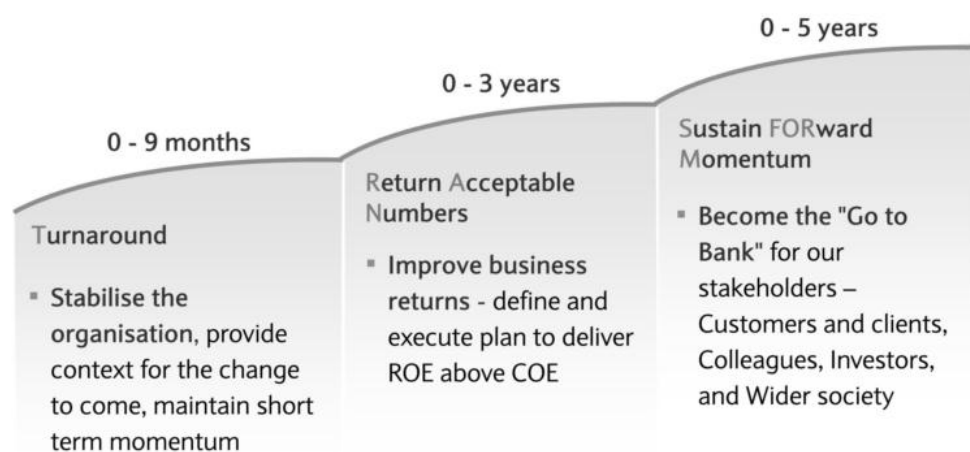 0 - 9 months
Turnaround
▪ Stabilise the
organisation, provide
context for the change
to come, maintain short
term momentum
0 - 3 years
Return Acceptable
Numbers
▪ Improve business
returns - define and
execute plan to deliver
ROE above COE
0 - 5 years
Sustain FORward
Momentum
▪ Become the "Go to
Bank" for our
stakeholders –
Customers and clients,
Colleagues, Investors,
and Wider society